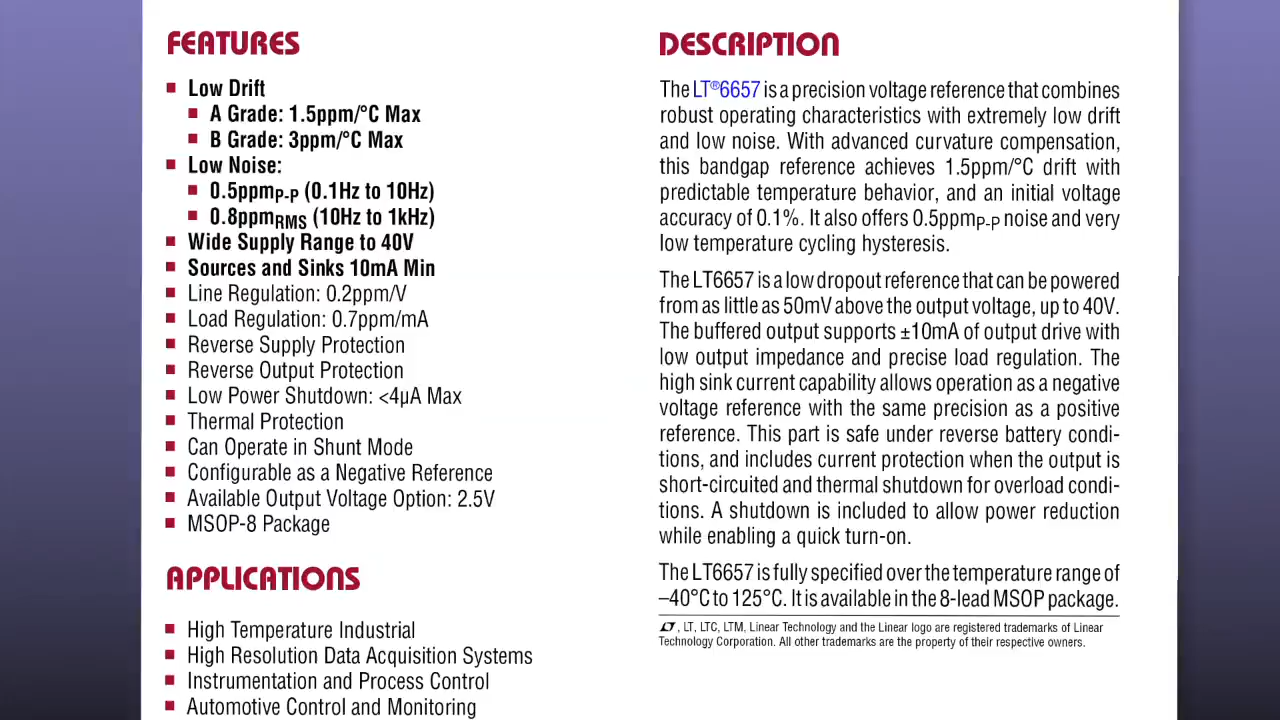 FEATURES
■ Low Drift
■ A Grade: 1.5ppm/°C Max
■ B Grade: 3ppm/°C Max
■ Low Noise:
■ 0.5ppmP-P (0.1Hz to 10Hz)
■ 0.8ppmRMS (10Hz to 1kHz)
■ Wide Supply Range to 40V
■ Sources and Sinks 10mA Min
■ Line Regulation: 0.2ppm/V
■ Load Regulation: 0.7ppm/mA
■ Reverse Supply Protection
■ Reverse Output Protection
■ Low Power Shutdown: <4µA Max
■ Thermal Protection
■ Can Operate in Shunt Mode
■ Configurable as a Negative Reference
■ Available Output Voltage Option: 2.5V
■ MSOP-8 Package
APPLICATIONS
■ High Temperature Industrial
■ High Resolution Data Acquisition Systems
■ Instrumentation and Process Control
■ Automotive Control and Monitoring
DESCRIPTION
The LT®6657 is a precision voltage reference that combines
robust operating characteristics with extremely low drift
and low noise. With advanced curvature compensation,
this bandgap reference achieves 1.5ppm/°C drift with
predictable temperature behavior, and an initial voltage
accuracy of 0.1%. It also offers 0.5ppmP-P noise and very
low temperature cycling hysteresis.
The LT6657 is a low dropout reference that can be powered
from as little as 50mV above the output voltage, up to 40V.
The buffered output supports ±10mA of output drive with
low output impedance and precise load regulation. The
high sink current capability allows operation as a negative
voltage reference with the same precision as a positive
reference. This part is safe under reverse battery condi-
tions, and includes current protection when the output is
short-circuited and thermal shutdown for overload condi-
tions. A shutdown is included to allow power reduction
while enabling a quick turn-on.
The LT6657 is fully specified over the temperature range of
–40°C to 125°C. It is available in the 8-lead MSOP package.
, LT, LTC, LTM, Linear Technology and the Linear logo are registered trademarks of Linear
Technology Corporation. All other trademarks are the property of their respective owners.